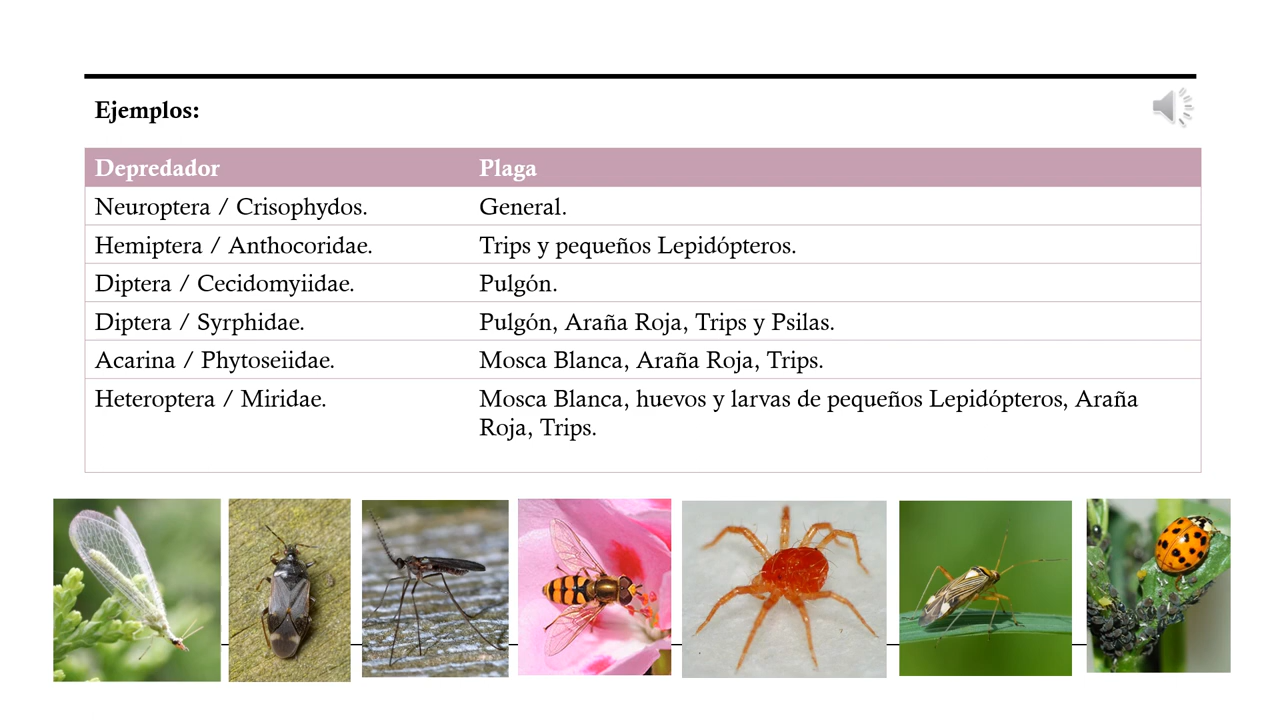 Ejemplos:
Depredador Plaga
Neuroptera / Crisophydos. General.
Hemiptera / Anthocoridae. Trips y pequeños Lepidópteros.
Diptera / Cecidomyiidae. Pulgón.
Diptera / Syrphidae. Pulgón, Araña Roja, Trips y Psilas.
Acarina / Phytoseiidae. Mosca Blanca, Araña Roja, Trips.
Heteroptera / Miridae. Mosca Blanca, huevos y larvas de pequeños Lepidópteros, Araña
Roja, Trips.